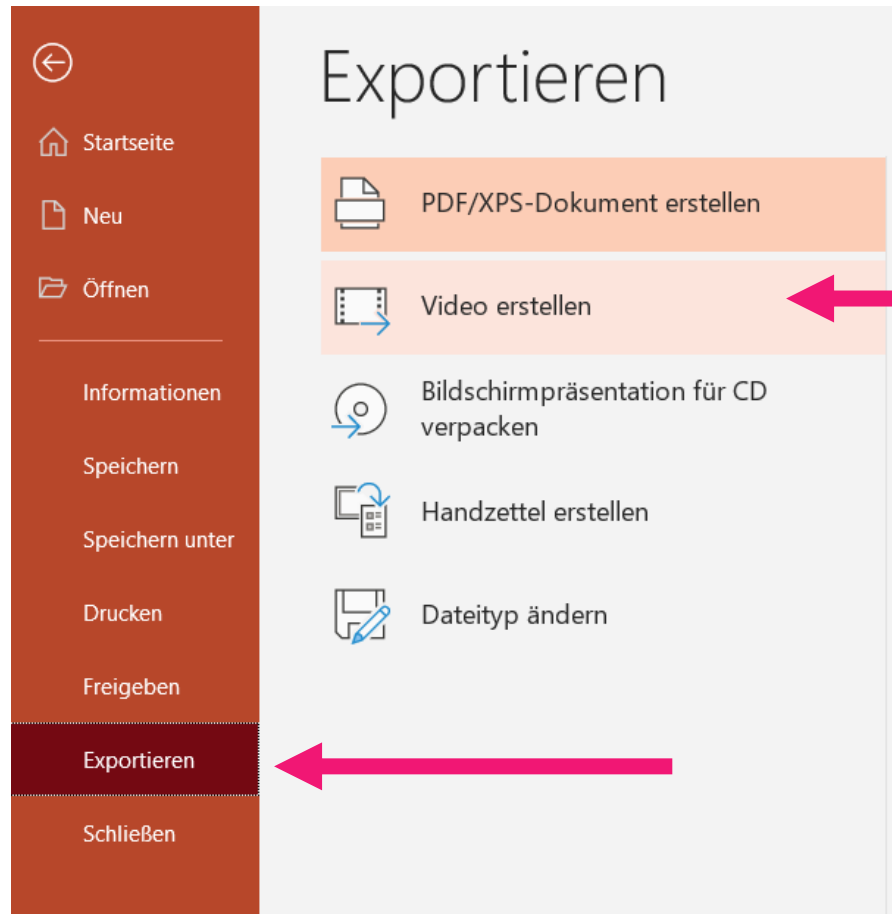 Exportieren
Startseite
Neu
Öffnen
Informationen
Speichern
Speichern unter
Drucken
Freigeben
Exportieren
Schließen
PDF/XPS-Dokument erstellen
Video erstellen
Bildschirmpräsentation für CD
verpacken
Handzettel erstellen
Dateityp ändern